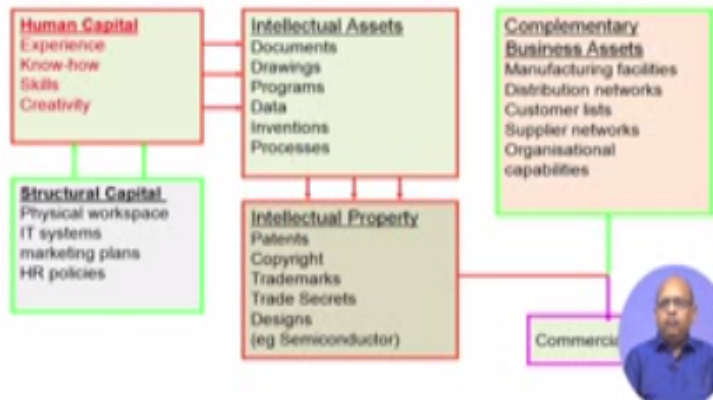 Human Capital
Experience
Know-how
Skills
Creativity
Structural Capital
Physical workspace
IT systems
marketing plans
HR policies
Intellectual Assets
Documents
Drawings
Programs
Data
Inventions
Processes
Intellectual Property
Patents
Copyright
Trademarks
Trade Secrets
Designs
(eg Semiconductor)
Complementary
Business Assets
Manufacturing facilities
Distribution networks
Customer lists
Supplier networks
Organisational
capabilities